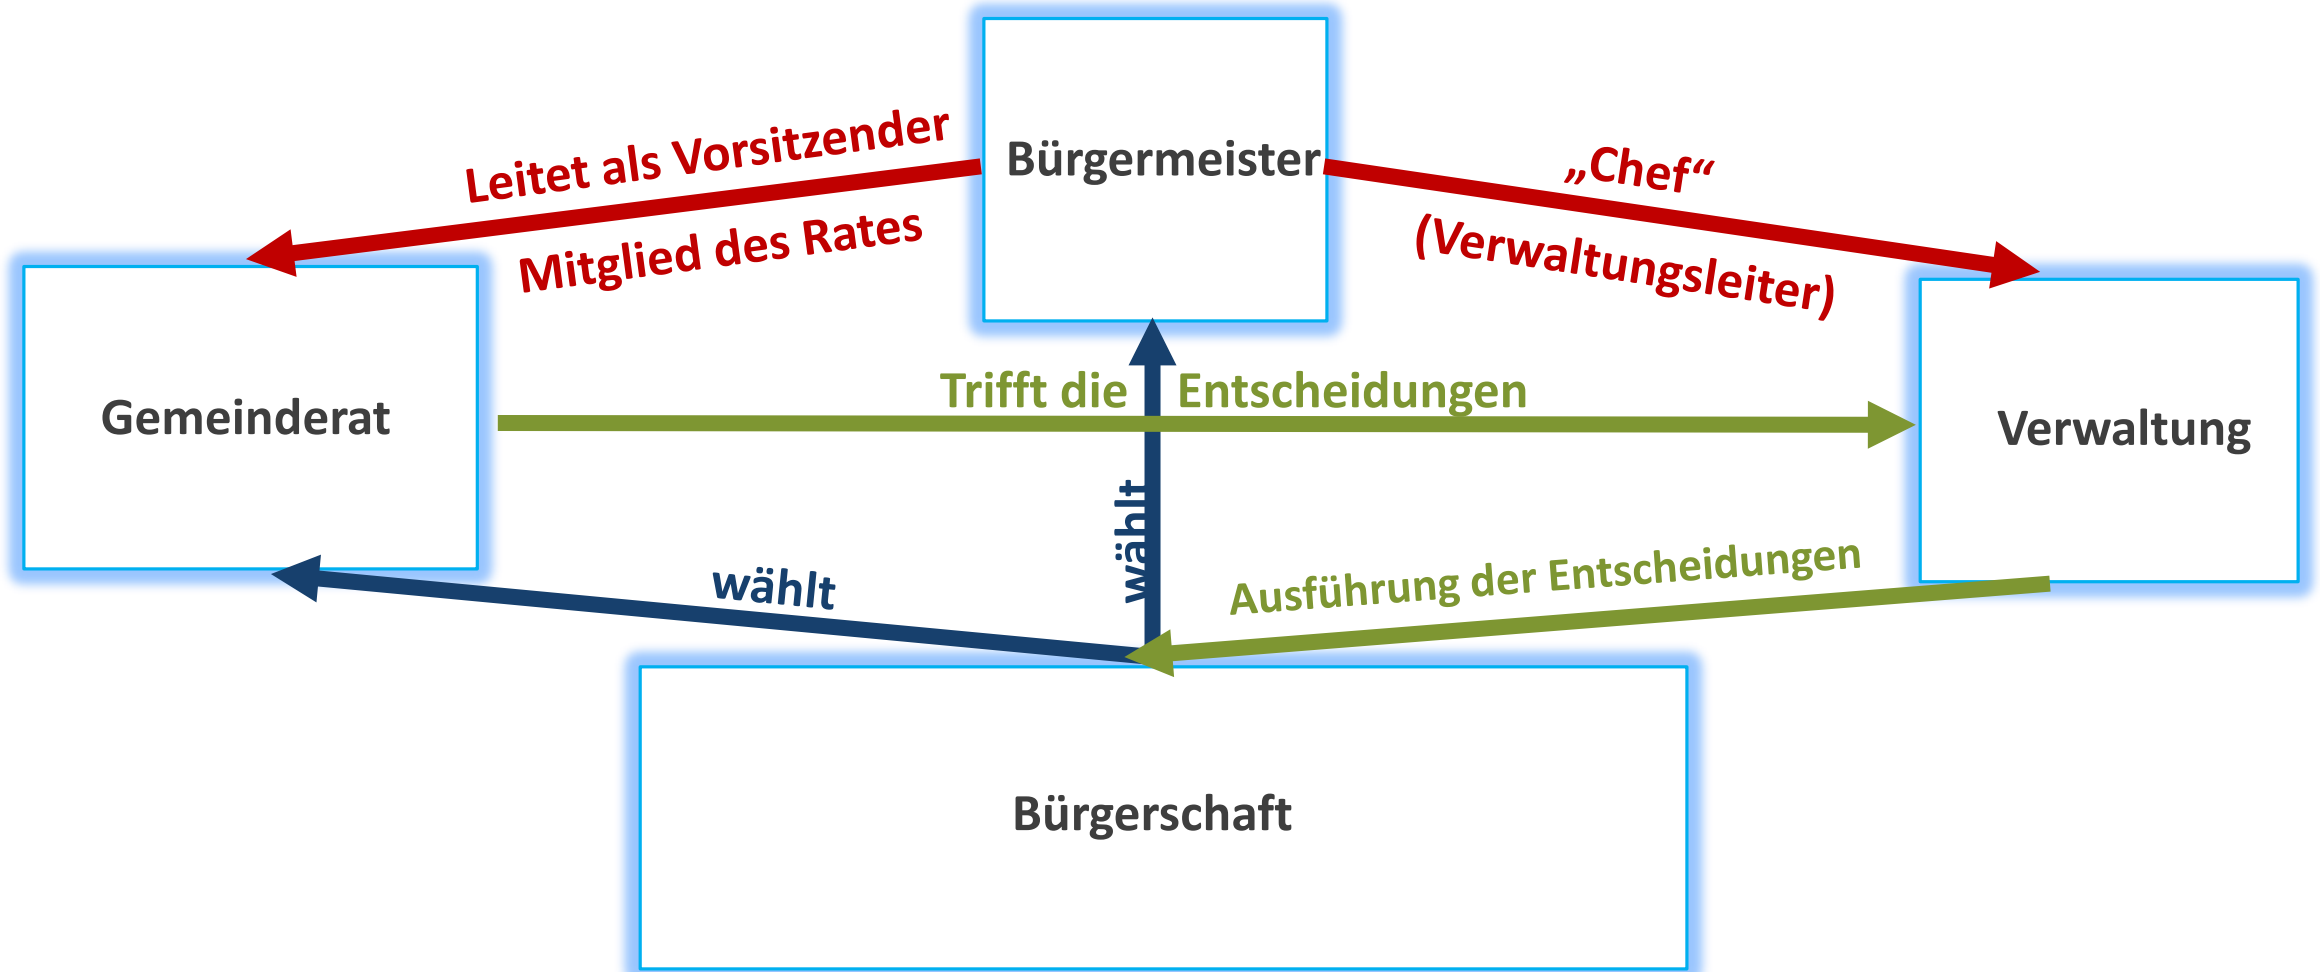 Bürgermeister
Leitet als Vorsitzender
Mitglied des Rates
„Chef“
(Verwaltungsleiter)
Gemeinderat
Trifft die Entscheidungen
Verwaltung
wählt
wählt
Ausführung der Entscheidungen
Bürgerschaft